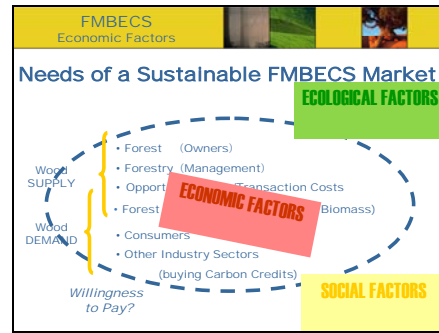 FMBECS
Economic Factors
Needs of a Sustainable FMBECS Market
ECOLOGICAL FACTORS
• Forest (Owners)
• Forestry (Management)
Wood
SUPPLY
• Opport Transaction Costs
ECONOMIC FACTORS
• Forest Biomass)
Wood
DEMAND
• Consumers
• Other Industry Sectors
(buying Carbon Credits)
Willingness
to Pay?
SOCIAL FACTORS